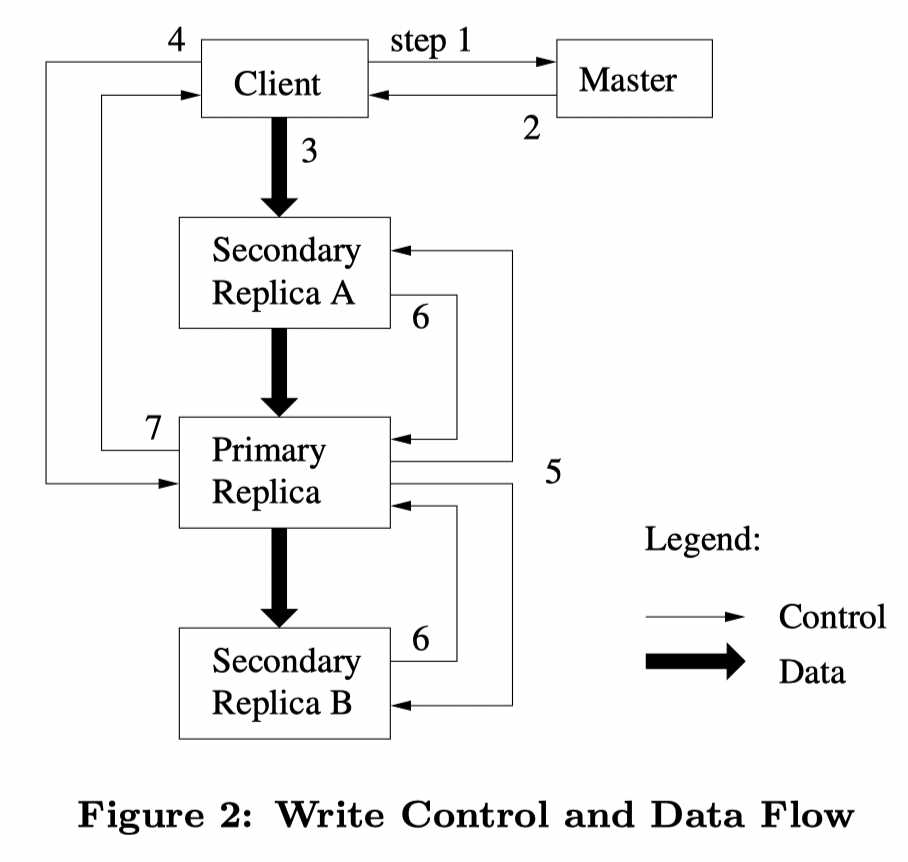 4
step 1
Client
Master
2
3
Secondary
Replica A
6
7
Primary
Replica
5
Legend:
Control
Data
6
Secondary
Replica B
Figure 2: Write Control and Data Flow